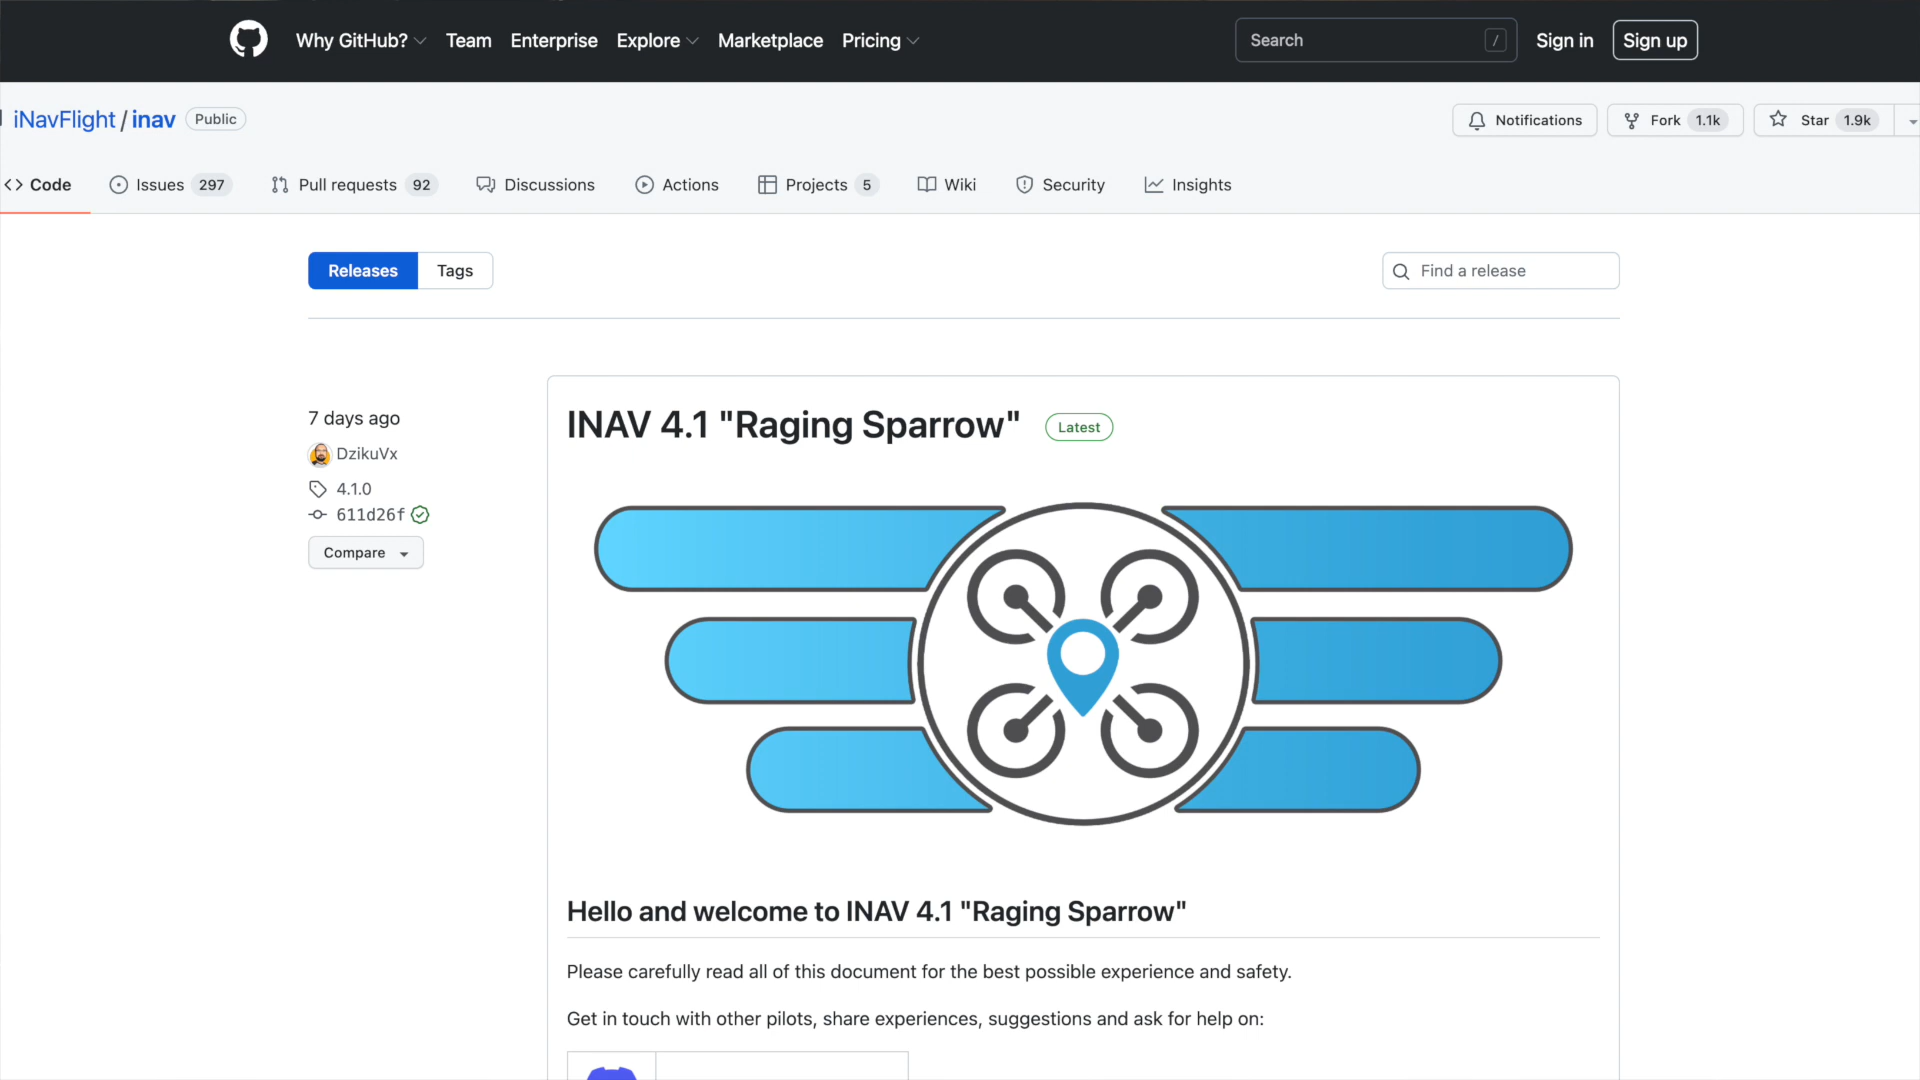 Why GitHub? Team Enterprise Explore Marketplace Pricing Search / Sign in Sign up
iNavFlight / inav Public Notifications Fork 1.1k Star 1.9k
Code Issues 297 Pull requests 92 Discussions Actions Projects 5 Wiki Security Insights
Releases Tags Find a release
7 days ago
DzikuVx
4.1.0
611d26f
Compare
INAV 4.1 "Raging Sparrow" Latest
Hello and welcome to INAV 4.1 "Raging Sparrow"
Please carefully read all of this document for the best possible experience and safety.
Get in touch with other pilots, share experiences, suggestions and ask for help on: